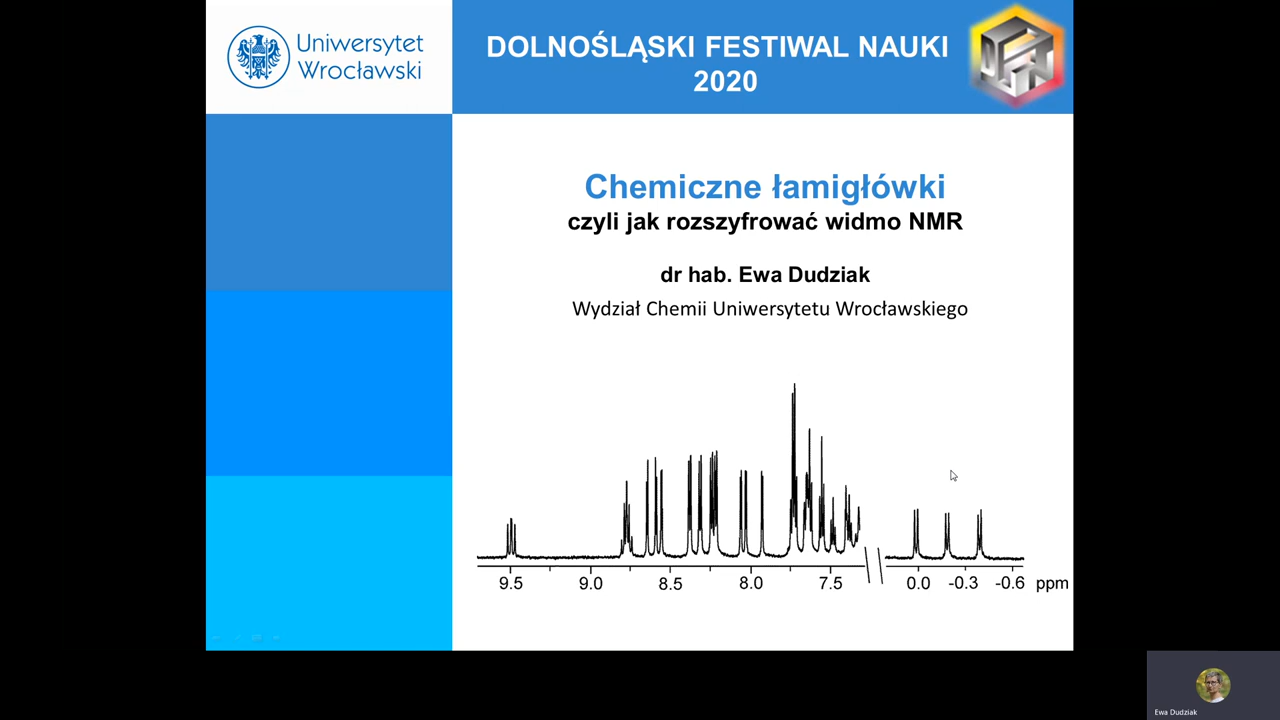 Uniwersytet
Wrocławski
DOLNOŚLĄSKI FESTIWAL NAUKI
2020
Chemiczne łamigłówki
czyli jak rozszyfrować widmo NMR
dr hab. Ewa Dudziak
Wydział Chemii Uniwersytetu Wrocławskiego
9.5 9.0 8.5 8.0 7.5 0.0 -0.3 -0.6 ppm
Ewa Dudziak